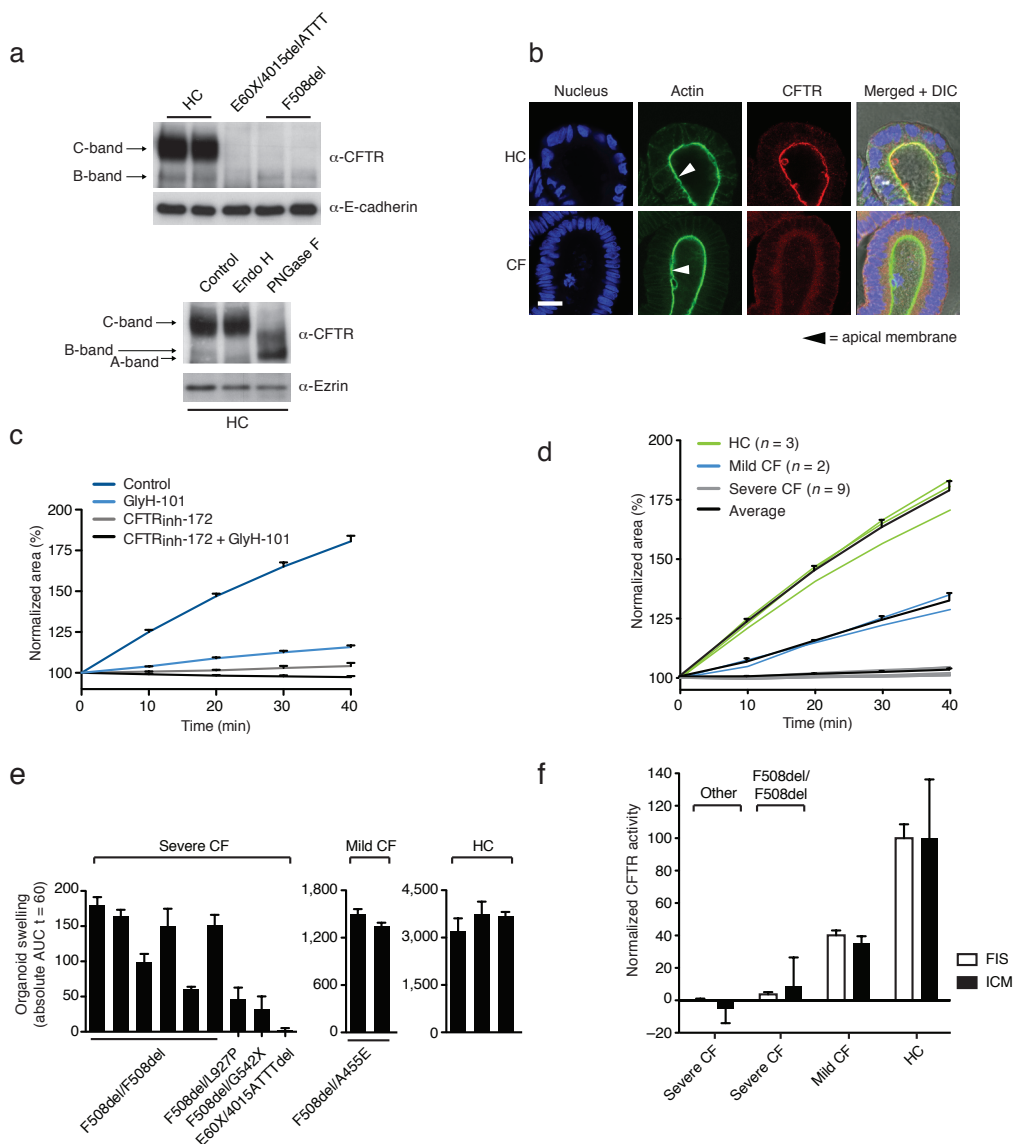 a
HC
E60X/4015delATTT
F508del
C-band
B-band
α-CFTR
α-E-cadherin
Control
Endo H
PNGase F
C-band
B-band
A-band
α-CFTR
α-Ezrin
HC
b
Nucleus
Actin
CFTR
Merged + DIC
HC
CF
= apical membrane
c
Control
GlyH-101
CFTRinh-172
CFTRinh-172 + GlyH-101
Normalized area (%)
200
175
150
125
100
0
10
20
30
40
Time (min)
d
HC (n = 3)
Mild CF (n = 2)
Severe CF (n = 9)
Average
Normalized area (%)
200
175
150
125
100
0
10
20
30
40
Time (min)
e
Severe CF
Mild CF
HC
Organoid swelling
(absolute AUC t = 60)
200
150
100
50
0
1,800
1,200
600
0
4,500
3,000
1,500
0
F508del/F508del
F508del/L927P
F508del/G542X
E60X/4015ATTTdel
F508del/A455E
f
Other
F508del/
F508del
Normalized CFTR activity
140
120
100
80
60
40
20
0
–20
Severe CF
Severe CF
Mild CF
HC
FIS
ICM